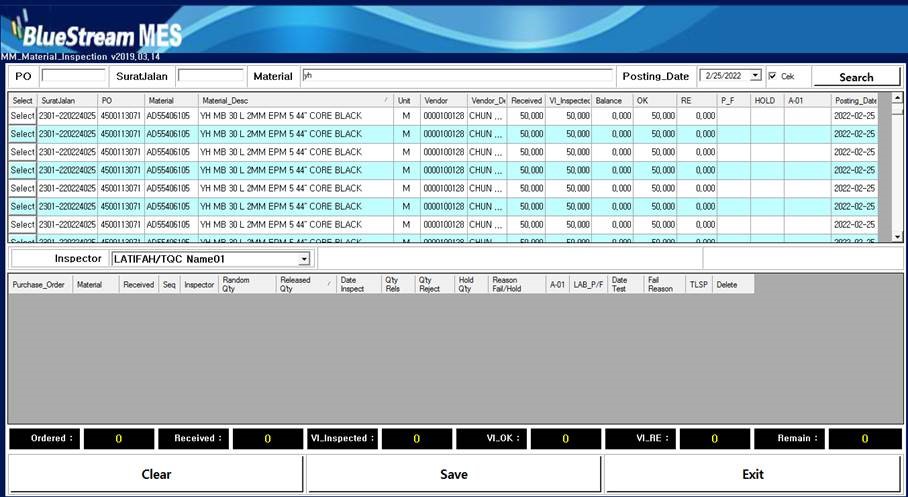 BlueStream MES
MM_Material_Inspection v2019.03.14
PO SuratJalan Material yh Posting_Date 2/25/2022 Cek Search
Select SuratJalan PO Material Material_Desc Unit Vendor Vendor_De Received VI_Inspected Balance OK RE P_F HOLD A-01 Posting_Date
Select 2301-220224025 4500113071 AD55406105 YH MB 30 L 2MM EPM 5 44" CORE BLACK M 0000100128 CHUN ... 50,000 50,000 0,000 50,000 0,000 2022-02-25
Select 2301-220224025 4500113071 AD55406105 YH MB 30 L 2MM EPM 5 44" CORE BLACK M 0000100128 CHUN ... 50,000 50,000 0,000 50,000 0,000 2022-02-25
Select 2301-220224025 4500113071 AD55406105 YH MB 30 L 2MM EPM 5 44" CORE BLACK M 0000100128 CHUN ... 50,000 50,000 0,000 50,000 0,000 2022-02-25
Select 2301-220224025 4500113071 AD55406105 YH MB 30 L 2MM EPM 5 44" CORE BLACK M 0000100128 CHUN ... 50,000 50,000 0,000 50,000 0,000 2022-02-25
Select 2301-220224025 4500113071 AD55406105 YH MB 30 L 2MM EPM 5 44" CORE BLACK M 0000100128 CHUN ... 50,000 50,000 0,000 50,000 0,000 2022-02-25
Select 2301-220224025 4500113071 AD55406105 YH MB 30 L 2MM EPM 5 44" CORE BLACK M 0000100128 CHUN ... 50,000 50,000 0,000 50,000 0,000 2022-02-25
Select 2301-220224025 4500113071 AD55406105 YH MB 30 L 2MM EPM 5 44" CORE BLACK M 0000100128 CHUN ... 50,000 50,000 0,000 50,000 0,000 2022-02-25
Inspector LATIFAH/TQC Name01
Purchase_Order Material Received Seq Inspector Random Qty Released Qty Date Inspect Qty Rels Qty Reject Hold Qty Reason Fail/Hold A-01 LAB_P/F Date Test Fail Reason TLSP Delete
Ordered : 0 Received : 0 VI_Inspected : 0 VI_OK : 0 VI_RE : 0 Remain : 0
Clear Save Exit